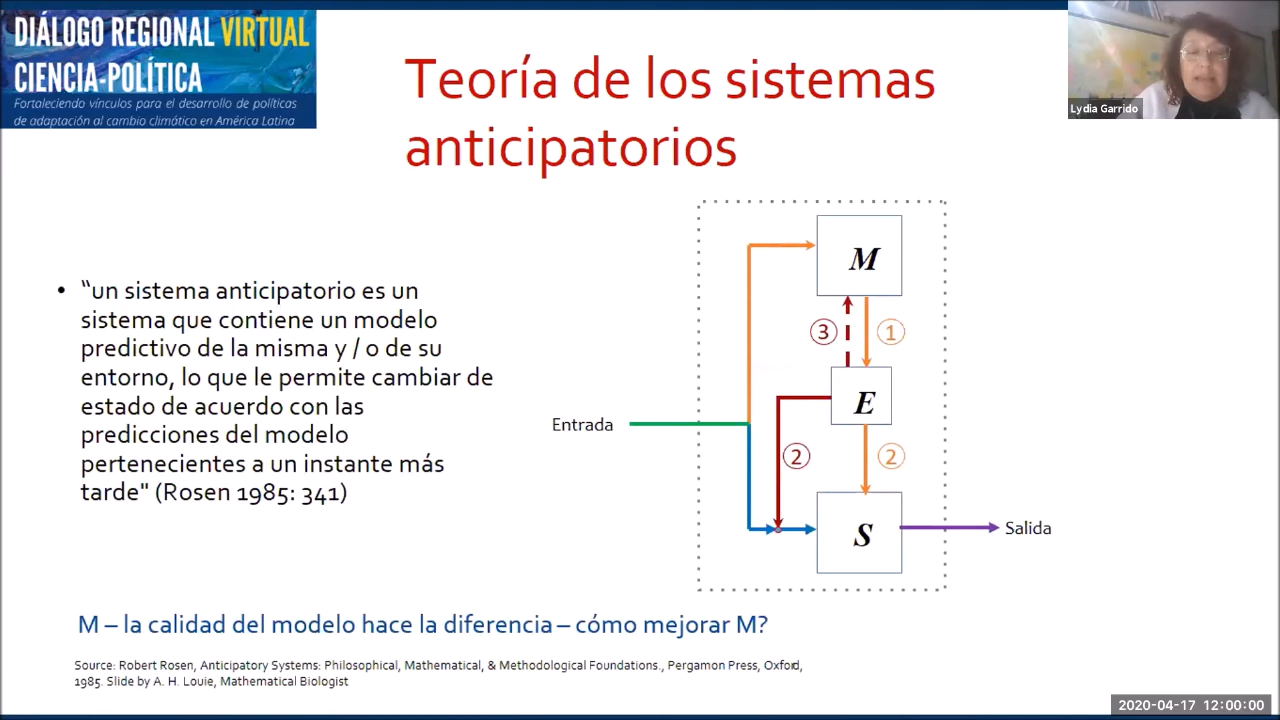 DIÁLOGO REGIONAL VIRTUAL
CIENCIA-POLÍTICA
Fortaleciendo vínculos para el desarrollo de políticas
de adaptación al cambio climático en América Latina
Lydia Garrido
Teoría de los sistemas
anticipatorios
• “un sistema anticipatorio es un
sistema que contiene un modelo
predictivo de la misma y / o de su
entorno, lo que le permite cambiar de
estado de acuerdo con las
predicciones del modelo
pertenecientes a un instante más
tarde" (Rosen 1985: 341)
M
3
1
E
Entrada
2
2
S
Salida
M – la calidad del modelo hace la diferencia – cómo mejorar M?
Source: Robert Rosen, Anticipatory Systems: Philosophical, Mathematical, & Methodological Foundations., Pergamon Press, Oxford,
1985. Slide by A. H. Louie, Mathematical Biologist
2020-04-17 12:00:00